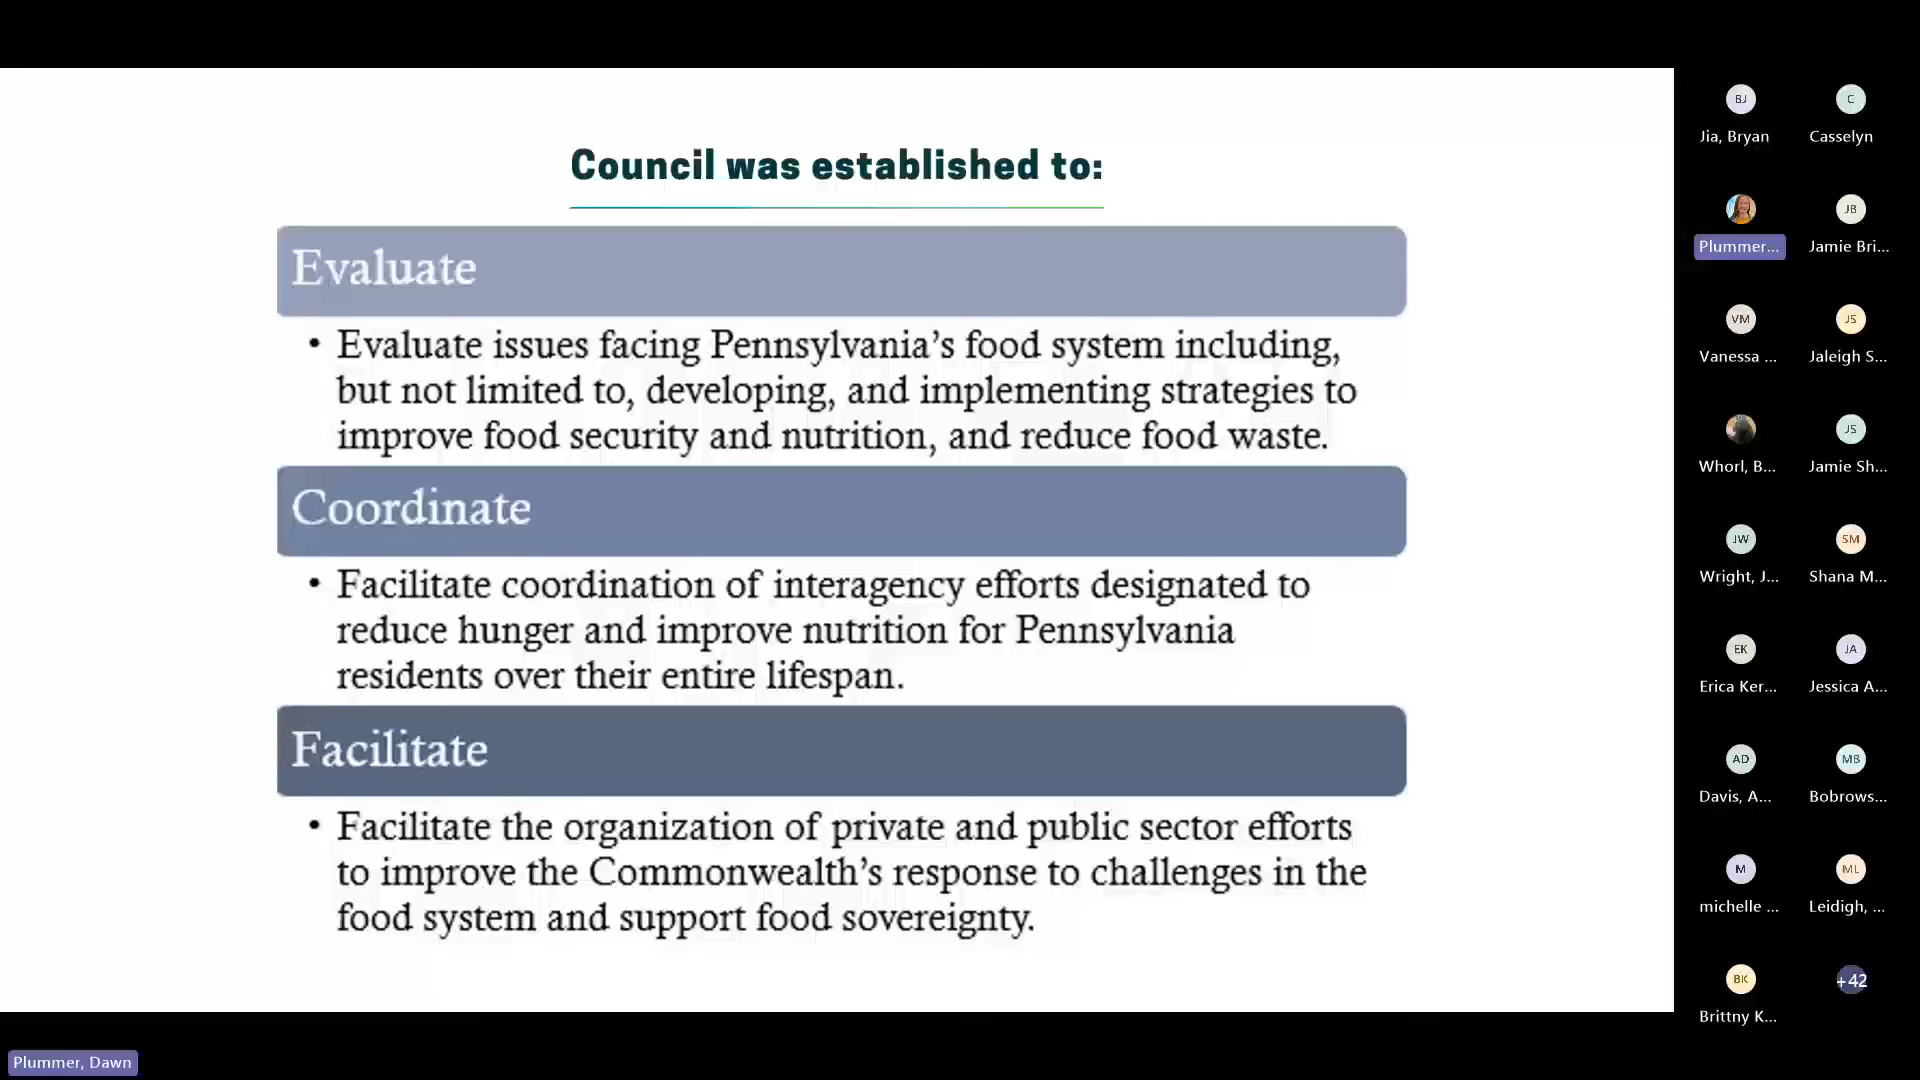 Council was established to:
Evaluate
• Evaluate issues facing Pennsylvania’s food system including,
but not limited to, developing, and implementing strategies to
improve food security and nutrition, and reduce food waste.
Coordinate
• Facilitate coordination of interagency efforts designated to
reduce hunger and improve nutrition for Pennsylvania
residents over their entire lifespan.
Facilitate
• Facilitate the organization of private and public sector efforts
to improve the Commonwealth’s response to challenges in the
food system and support food sovereignty.
BJ
Jia, Bryan
C
Casselyn
Plummer...
JB
Jamie Bri...
VM
Vanessa ...
JS
Jaleigh S...
Whorl, B...
JS
Jamie Sh...
JW
Wright, J...
SM
Shana M...
EK
Erica Ker...
JA
Jessica A...
AD
Davis, A...
MB
Bobrows...
M
michelle ...
ML
Leidigh, ...
BK
Brittny K...
+42
Plummer, Dawn